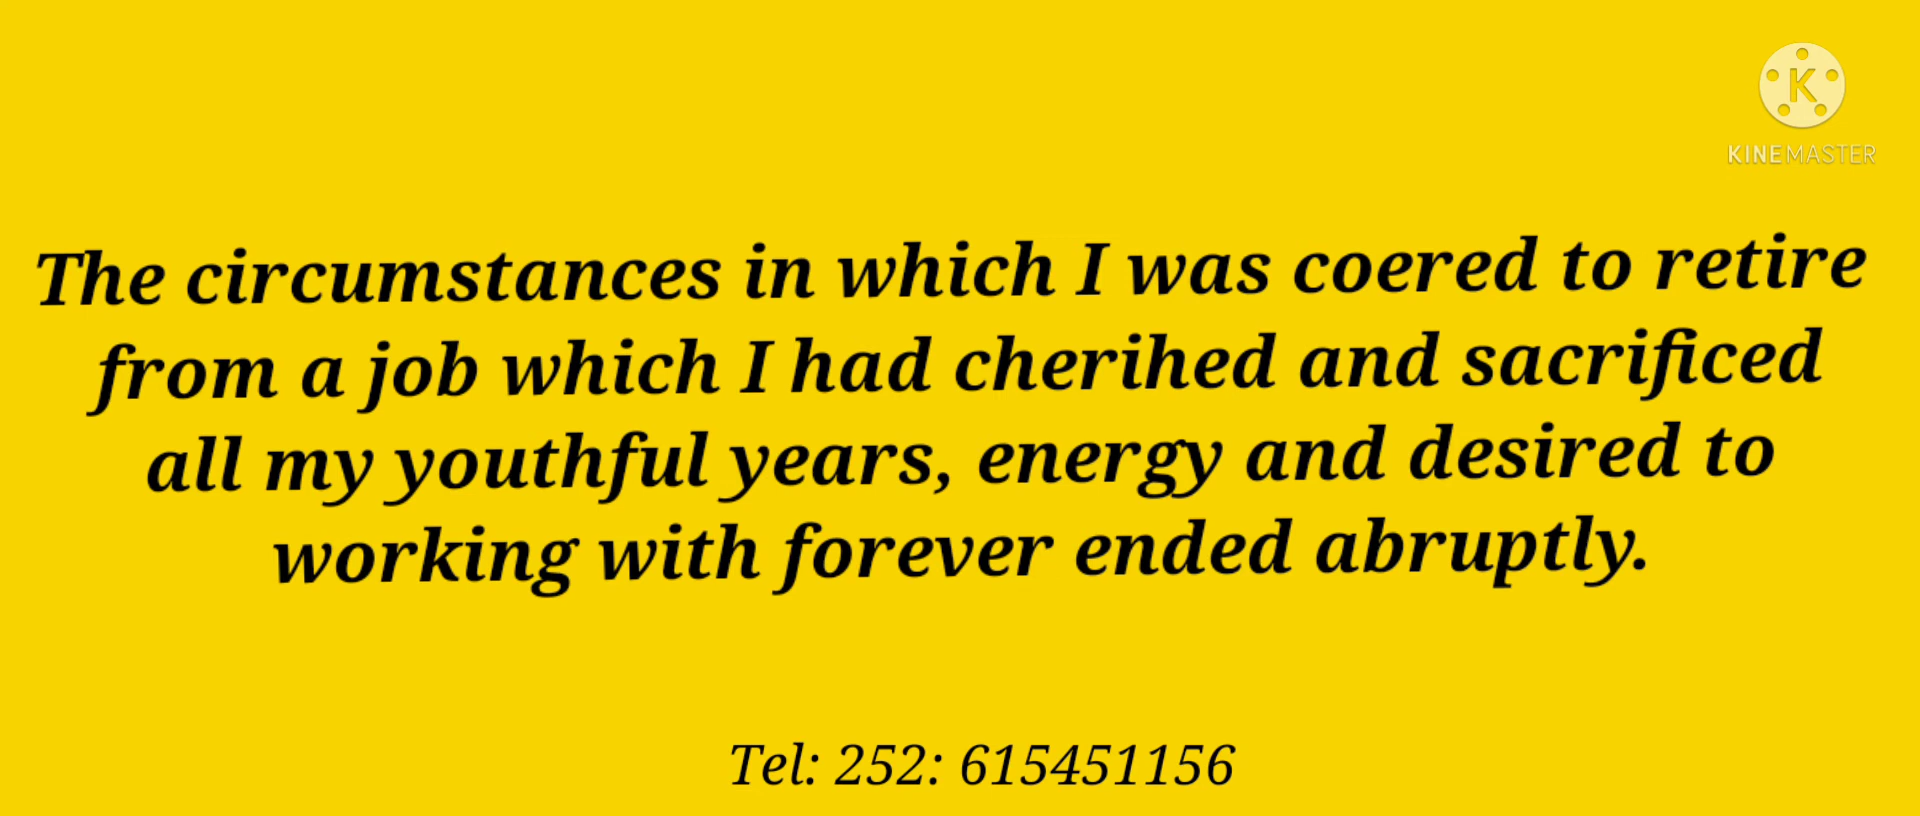 KINEMASTER
The circumstances in which I was coered to retire
from a job which I had cherihed and sacrificed
all my youthful years, energy and desired to
working with forever ended abruptly.
Tel: 252: 615451156